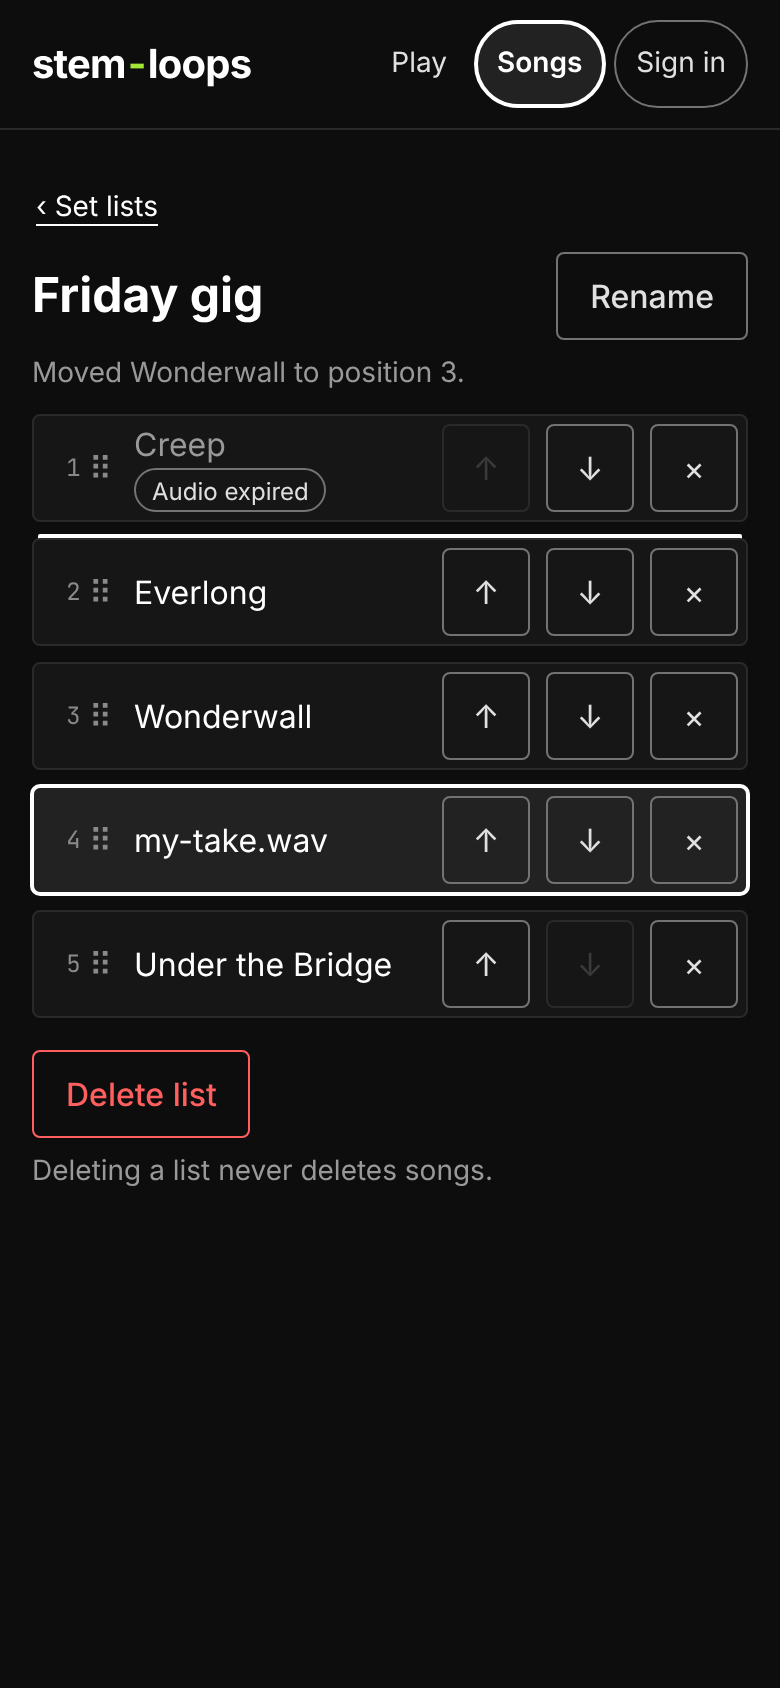 stem-loops Play Songs Sign in
‹ Set lists
Friday gig Rename
Moved Wonderwall to position 3.
1 Creep ↑ ↓ ×
Audio expired
2 Everlong ↑ ↓ ×
3 Wonderwall ↑ ↓ ×
4 my-take.wav ↑ ↓ ×
5 Under the Bridge ↑ ↓ ×
Delete list
Deleting a list never deletes songs.